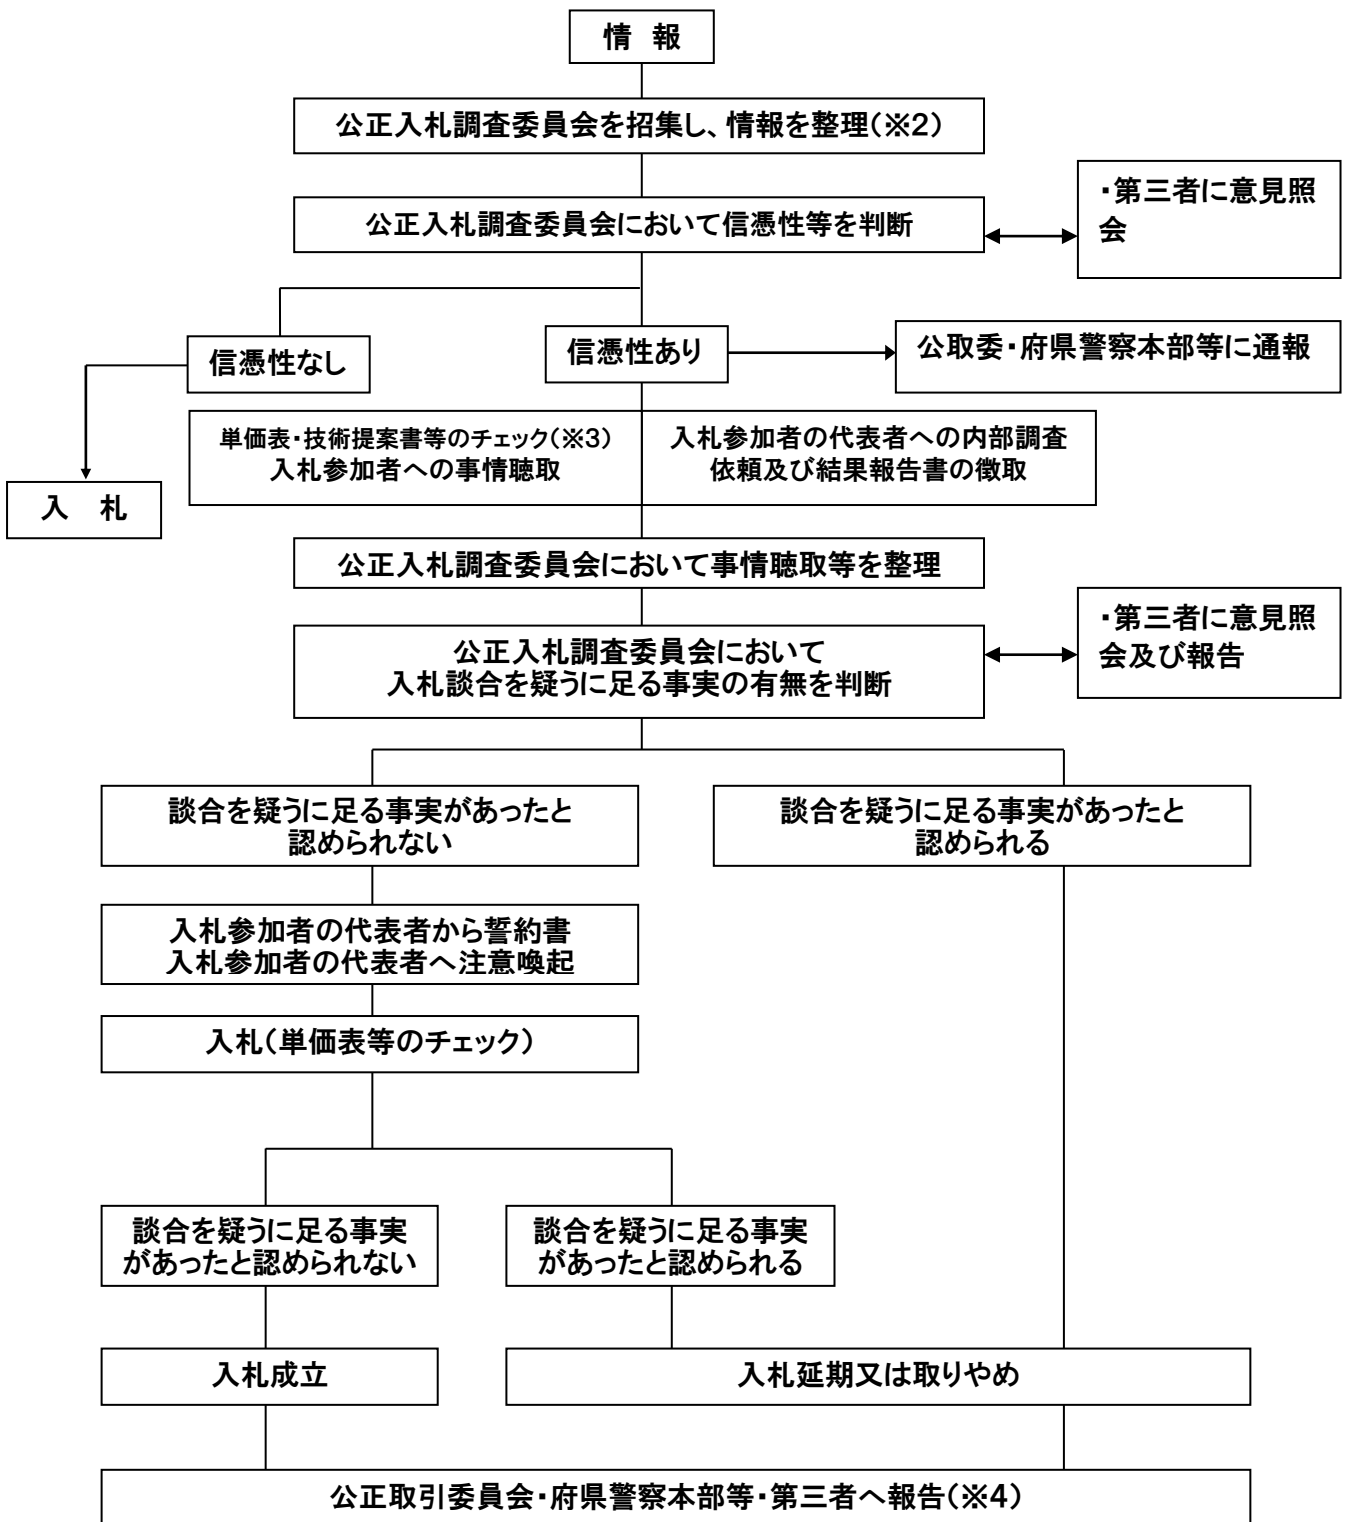 情 報
公正入札調査委員会を招集し、情報を整理(※2)
公正入札調査委員会において信憑性等を判断
・第三者に意見照
会
信憑性なし
信憑性あり
公取委・府県警察本部等に通報
単価表・技術提案書等のチェック(※3)
入札参加者への事情聴取
入札参加者の代表者への内部調査
依頼及び結果報告書の徴取
入 札
公正入札調査委員会において事情聴取等を整理
公正入札調査委員会において
入札談合を疑うに足る事実の有無を判断
・第三者に意見照
会及び報告
談合を疑うに足る事実があったと
認められない
談合を疑うに足る事実があったと
認められる
入札参加者の代表者から誓約書
入札参加者の代表者へ注意喚起
入札(単価表等のチェック)
談合を疑うに足る事実
があったと認められない
談合を疑うに足る事実
があったと認められる
入札成立
入札延期又は取りやめ
公正取引委員会・府県警察本部等・第三者へ報告(※4)